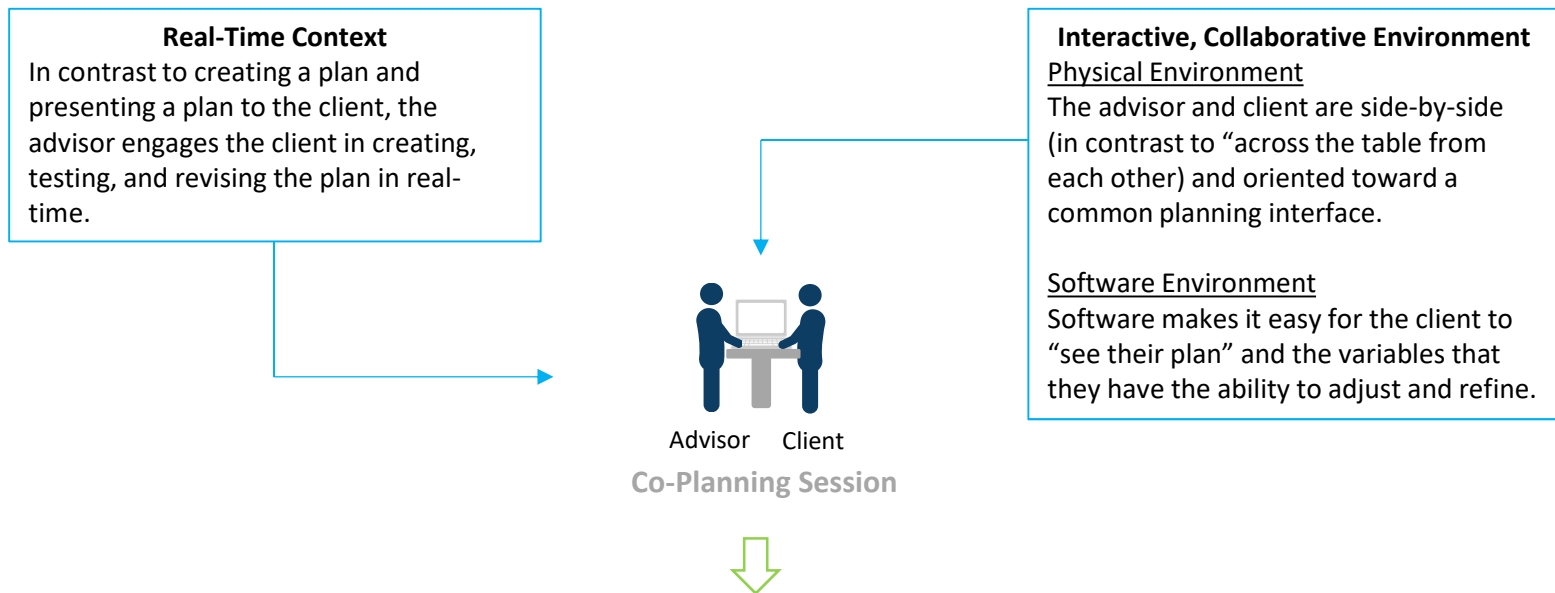 Real-Time Context
In contrast to creating a plan and
presenting a plan to the client, the
advisor engages the client in creating,
testing, and revising the plan in real-
time.
Interactive, Collaborative Environment
Physical Environment
The advisor and client are side-by-side
(in contrast to “across the table from
each other) and oriented toward a
common planning interface.
Software Environment
Software makes it easy for the client to
“see their plan” and the variables that
they have the ability to adjust and refine.
Advisor Client
Co-Planning Session